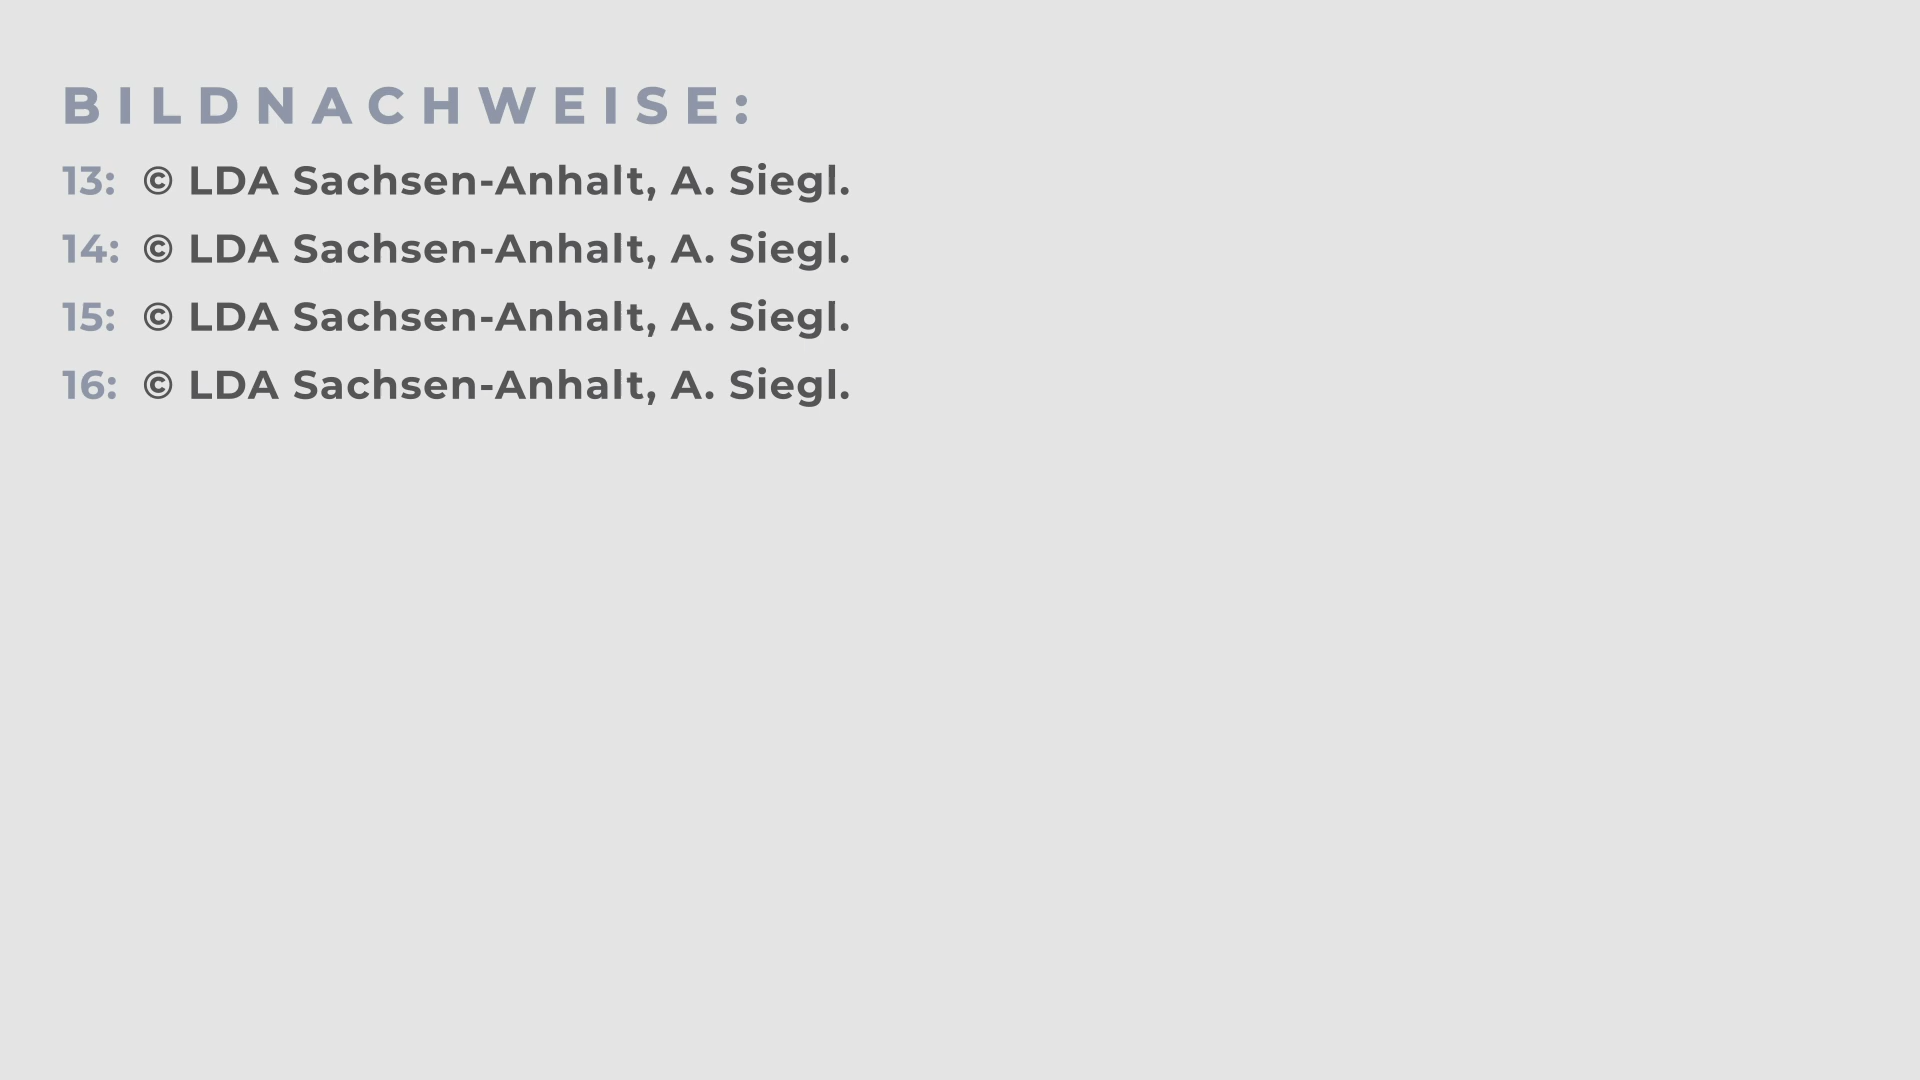 BILDNACHWEISE:
13: © LDA Sachsen-Anhalt, A. Siegl.
14: © LDA Sachsen-Anhalt, A. Siegl.
15: © LDA Sachsen-Anhalt, A. Siegl.
16: © LDA Sachsen-Anhalt, A. Siegl.